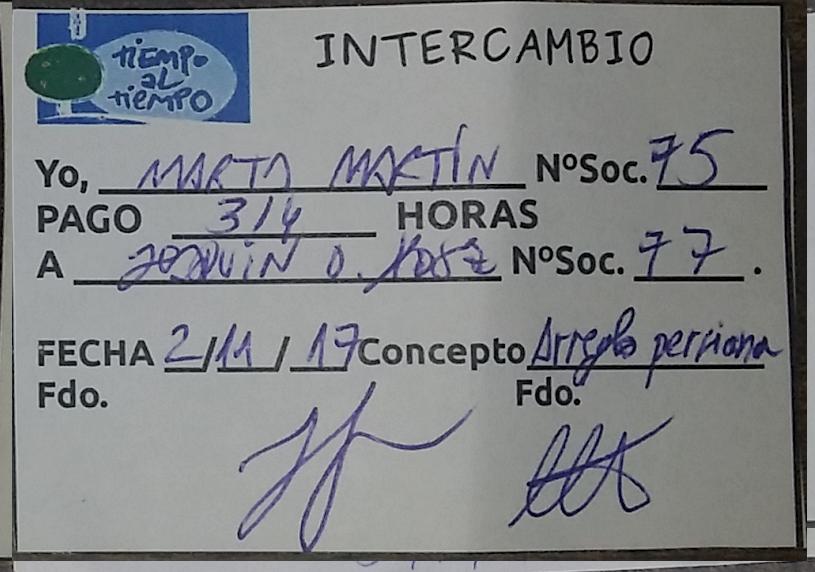 tiEMPO
AL
tiEMPO
INTERCAMBIO
Yo, MARTA MARTÍN NºSoc. 75
PAGO 3/4 HORAS
A JOAQUIN O. NºSoc. 77.
FECHA 2/11/17 Concepto Arreglo persiana
Fdo. Fdo.